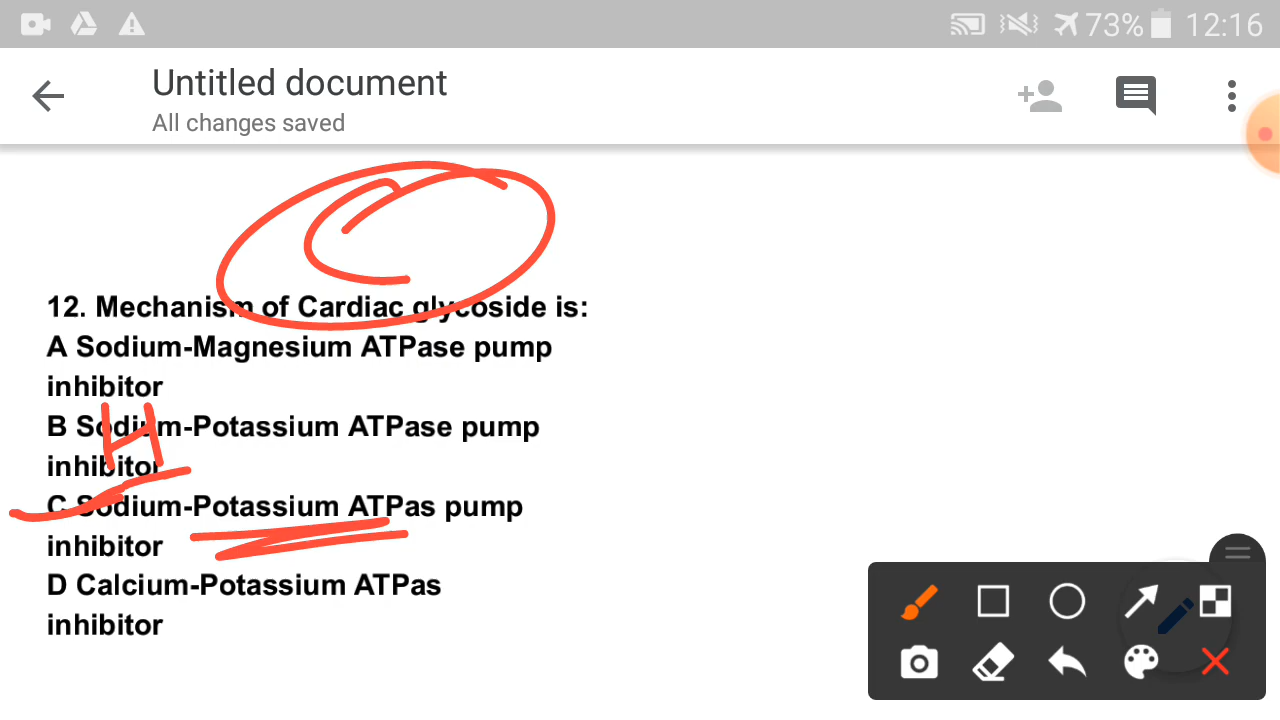 73% 12:16
Untitled document
All changes saved
12. Mechanism of Cardiac glycoside is:
A Sodium-Magnesium ATPase pump
inhibitor
B Sodium-Potassium ATPase pump
inhibitor
H
C Sodium-Potassium ATPas pump
inhibitor
D Calcium-Potassium ATPas
inhibitor